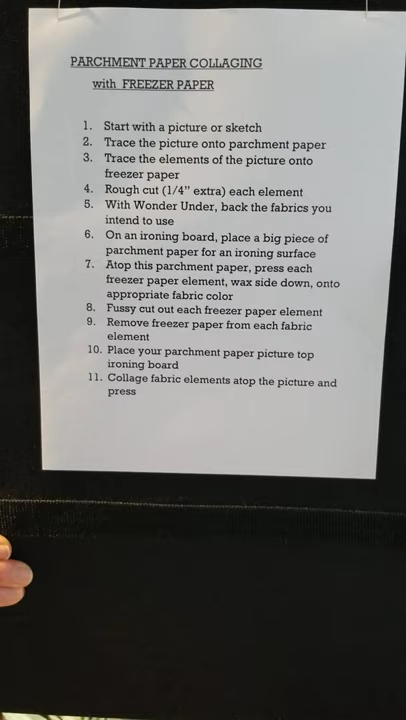 PARCHMENT PAPER COLLAGING
with FREEZER PAPER
1. Start with a picture or sketch
2. Trace the picture onto parchment paper
3. Trace the elements of the picture onto
freezer paper
4. Rough cut (1/4" extra) each element
5. With Wonder Under, back the fabrics you
intend to use
6. On an ironing board, place a big piece of
parchment paper for an ironing surface
7. Atop this parchment paper, press each
freezer paper element, wax side down, onto
appropriate fabric color
8. Fussy cut out each freezer paper element
9. Remove freezer paper from each fabric
element
10. Place your parchment paper picture top
ironing board
11. Collage fabric elements atop the picture and
press